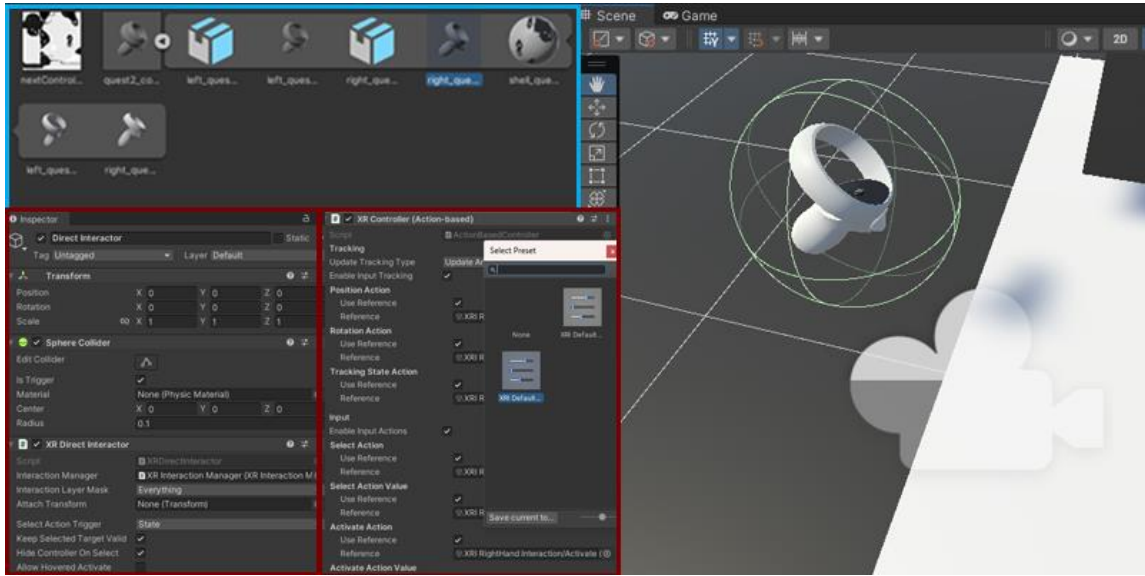 nextControl...
quest2_co...
left_ques...
left_ques...
right_que...
right_que...
shell_que...
left_ques...
right_que...
Scene
Game
2D
Inspector
Direct Interactor
Static
Tag Untagged
Layer Default
Transform
Position X 0 Y 0 Z 0
Rotation X 0 Y 0 Z 0
Scale X 1 Y 1 Z 1
Sphere Collider
Edit Collider
Is Trigger
Material None (Physic Material)
Center X 0 Y 0 Z 0
Radius 0.1
XR Direct Interactor
Script XRDirectInteractor
Interaction Manager XR Interaction Manager (XR Interaction M
Interaction Layer Mask Everything
Attach Transform None (Transform)
Select Action Trigger State
Keep Selected Target Valid
Hide Controller On Select
Allow Hovered Activate
XR Controller (Action-based)
Script ActionBasedController
Tracking
Update Tracking Type Update A
Enable Input Tracking
Position Action
Use Reference
Reference XRI R
Rotation Action
Use Reference
Reference XRI R
Tracking State Action
Use Reference
Reference XRI R
Input
Enable Input Actions
Select Action
Use Reference
Reference XRI R
Select Action Value
Use Reference
Reference XRI R
Activate Action
Use Reference
Reference XRI RightHand Interaction/Activate (
Activate Action Value
Select Preset
None
XRI Default...
XRI Default...
Save current to...